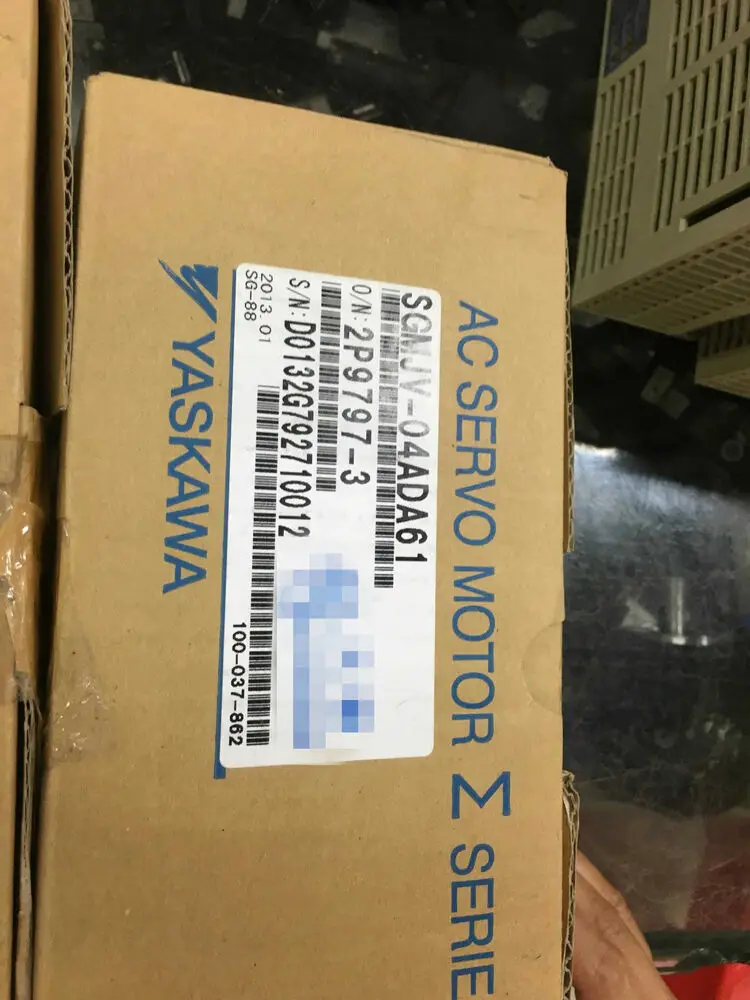 AC SERVO MOTOR Σ SERIE
SGMJV-04ADA61
O/N: 2P9797-3
S/N: D0132G792710012
2013.01
SG-88
100-037-862
YASKAWA